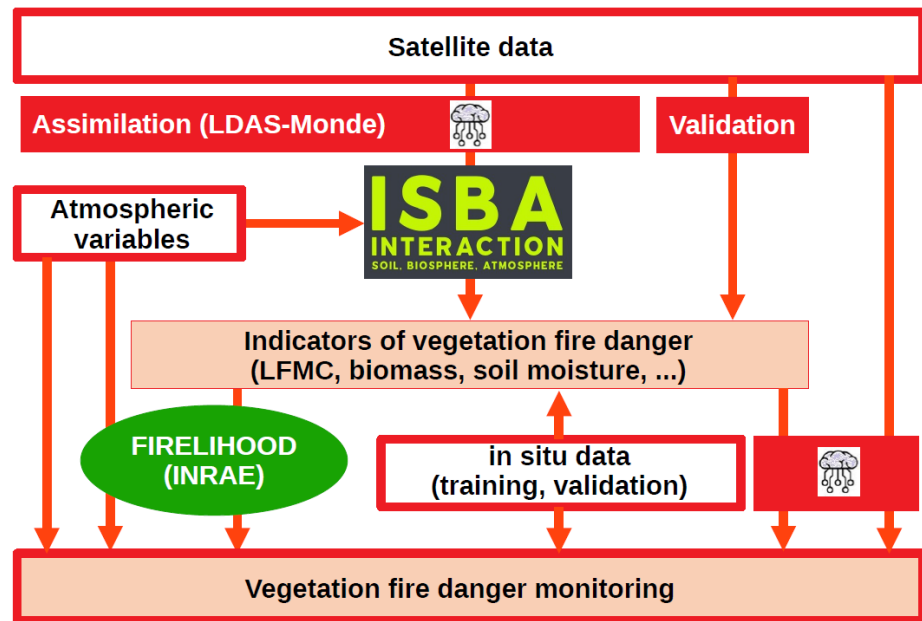 Satellite data
Assimilation (LDAS-Monde)
Validation
Atmospheric
variables
ISBA
INTERACTION
SOIL, BIOSPHERE, ATMOSPHERE
Indicators of vegetation fire danger
(LFMC, biomass, soil moisture, ...)
FIRELIHOOD
(INRAE)
in situ data
(training, validation)
Vegetation fire danger monitoring